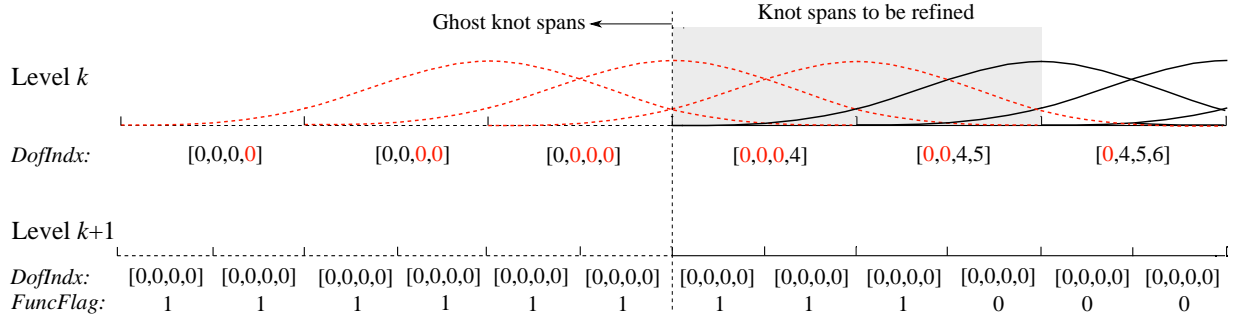 Ghost knot spans
Knot spans to be refined
Level k
DofIndx: [0,0,0,0] [0,0,0,0] [0,0,0,0] [0,0,0,4] [0,0,4,5] [0,4,5,6]
Level k+1
DofIndx: [0,0,0,0] [0,0,0,0] [0,0,0,0] [0,0,0,0] [0,0,0,0] [0,0,0,0] [0,0,0,0] [0,0,0,0] [0,0,0,0] [0,0,0,0] [0,0,0,0] [0,0,0,0]
FuncFlag: 1 1 1 1 1 1 1 1 1 0 0 0